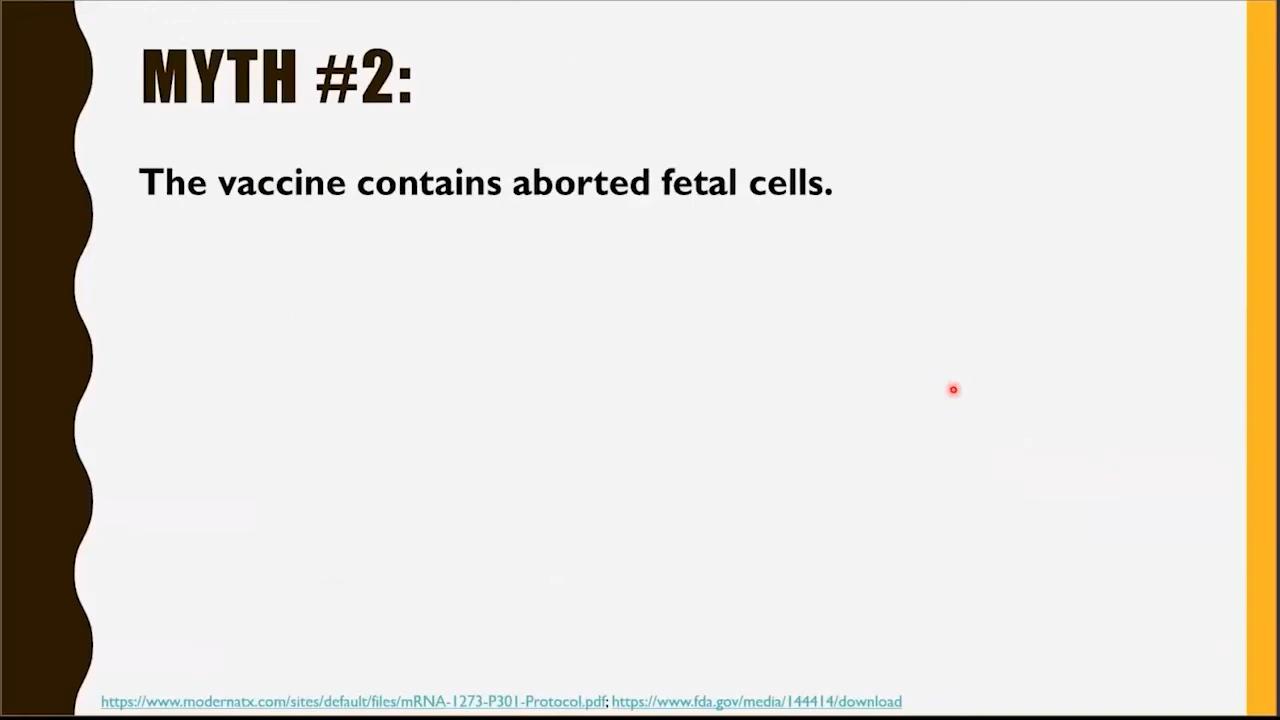 MYTH #2:
The vaccine contains aborted fetal cells.
https://www.modernatx.com/sites/default/files/mRNA-1273-P301-Protocol.pdf; https://www.fda.gov/media/144414/download